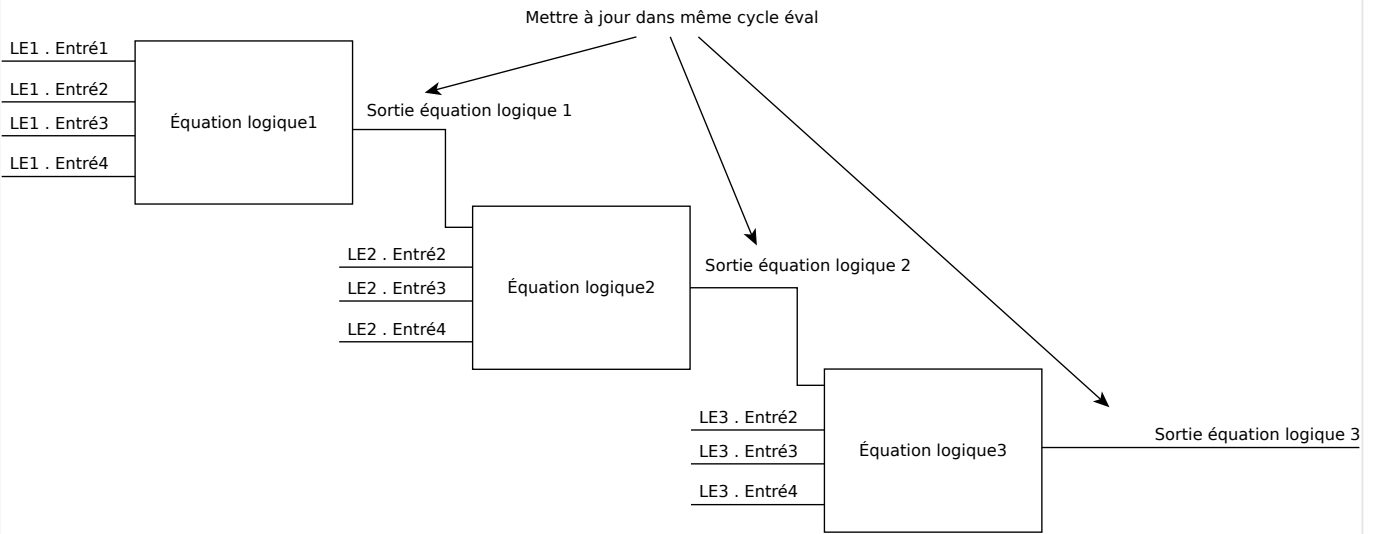 Mettre à jour dans même cycle éval
LE1 . Entré1
LE1 . Entré2
LE1 . Entré3
LE1 . Entré4
Équation logique1
Sortie équation logique 1
LE2 . Entré2
LE2 . Entré3
LE2 . Entré4
Équation logique2
Sortie équation logique 2
LE3 . Entré2
LE3 . Entré3
LE3 . Entré4
Équation logique3
Sortie équation logique 3